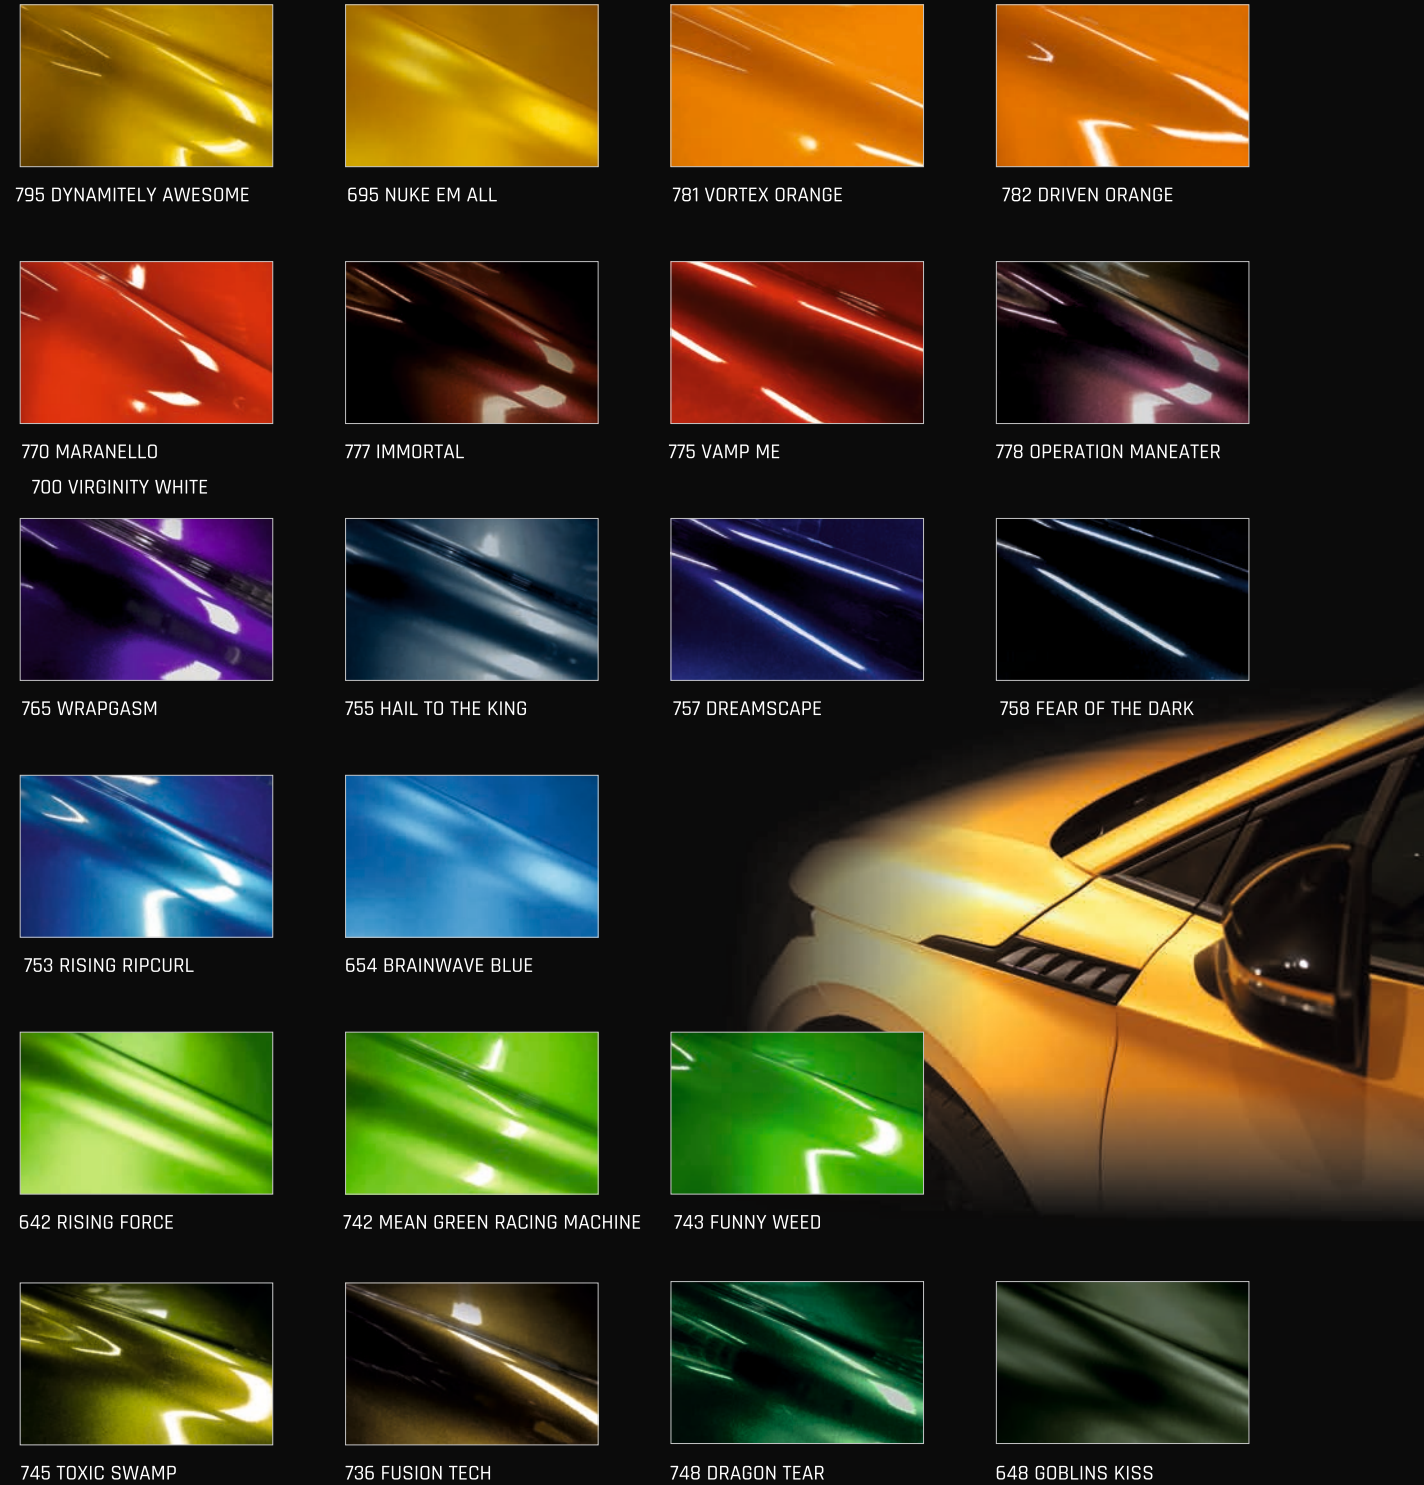 795 DYNAMITELY AWESOME
695 NUKE EM ALL
781 VORTEX ORANGE
782 DRIVEN ORANGE
770 MARANELLO
777 IMMORTAL
775 VAMP ME
778 OPERATION MANEATER
700 VIRGINITY WHITE
765 WRAPGASM
755 HAIL TO THE KING
757 DREAMSCAPE
758 FEAR OF THE DARK
753 RISING RIPCURL
654 BRAINWAVE BLUE
642 RISING FORCE
742 MEAN GREEN RACING MACHINE
743 FUNNY WEED
745 TOXIC SWAMP
736 FUSION TECH
748 DRAGON TEAR
648 GOBLINS KISS